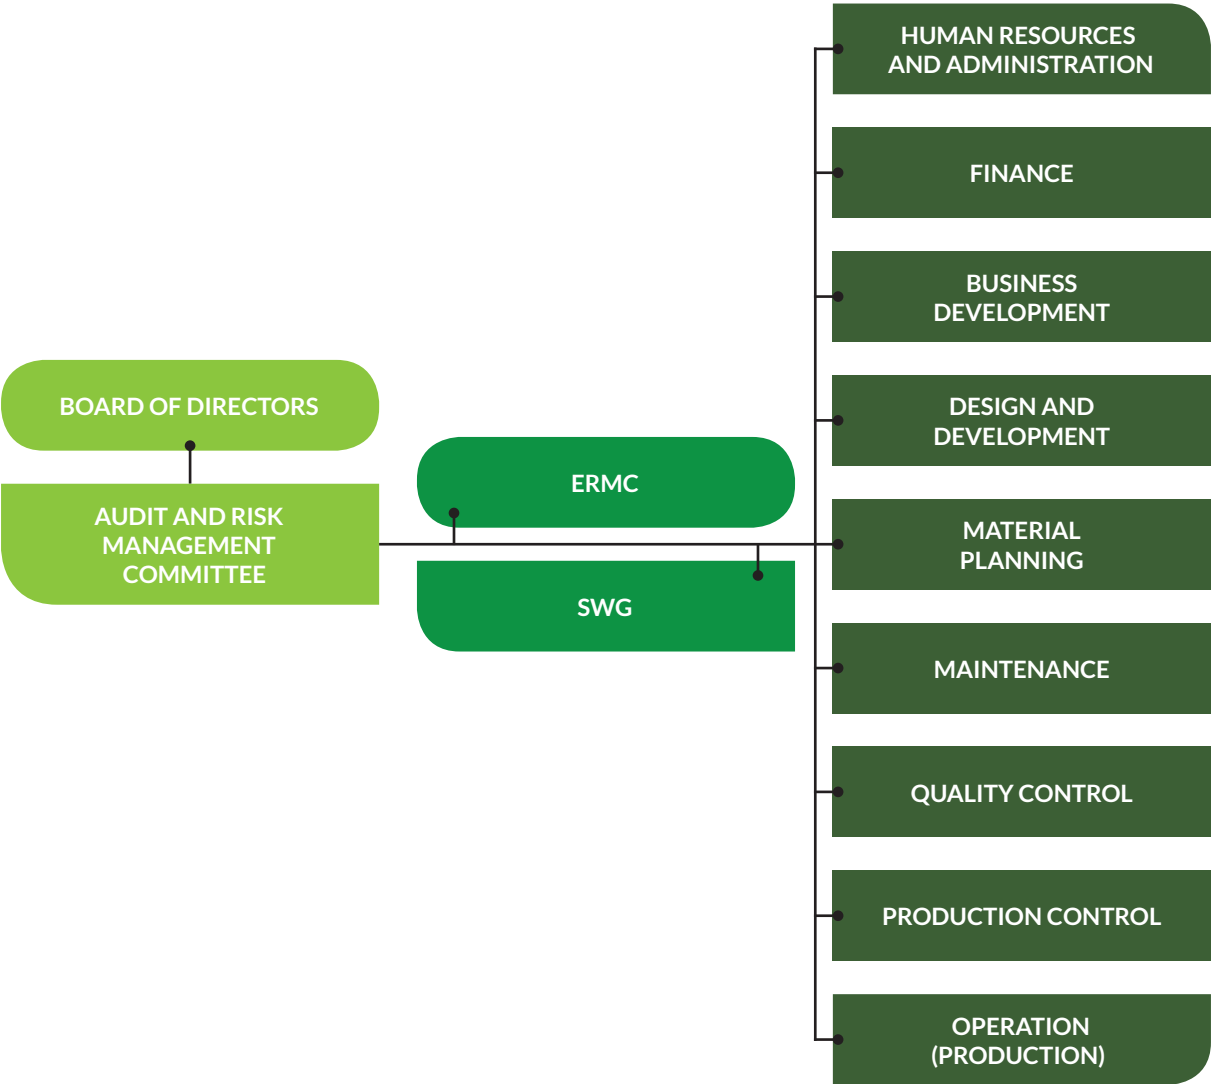 BOARD OF DIRECTORS
AUDIT AND RISK
MANAGEMENT
COMMITTEE
ERMC
SWG
HUMAN RESOURCES
AND ADMINISTRATION
FINANCE
BUSINESS
DEVELOPMENT
DESIGN AND
DEVELOPMENT
MATERIAL
PLANNING
MAINTENANCE
QUALITY CONTROL
PRODUCTION CONTROL
OPERATION
(PRODUCTION)